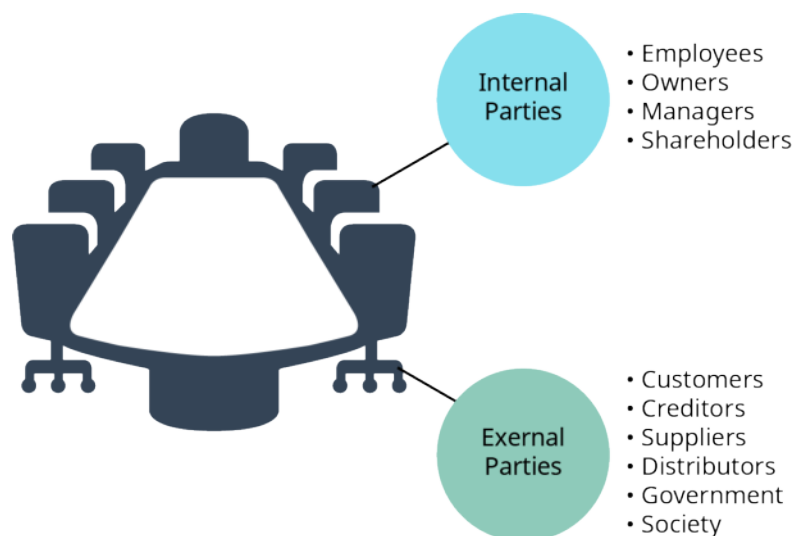 Internal
Parties
• Employees
• Owners
• Managers
• Shareholders
Exernal
Parties
• Customers
• Creditors
• Suppliers
• Distributors
• Government
• Society